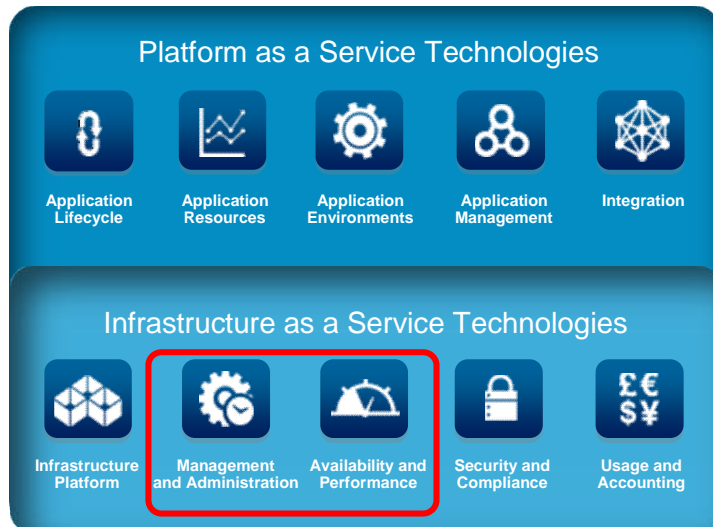 Platform as a Service Technologies
Application
Lifecycle
Application
Resources
Application
Environments
Application
Management
Integration
Infrastructure as a Service Technologies
Infrastructure
Platform
Management
and Administration
Availability and
Performance
Security and
Compliance
£€
$¥
Usage and
Accounting